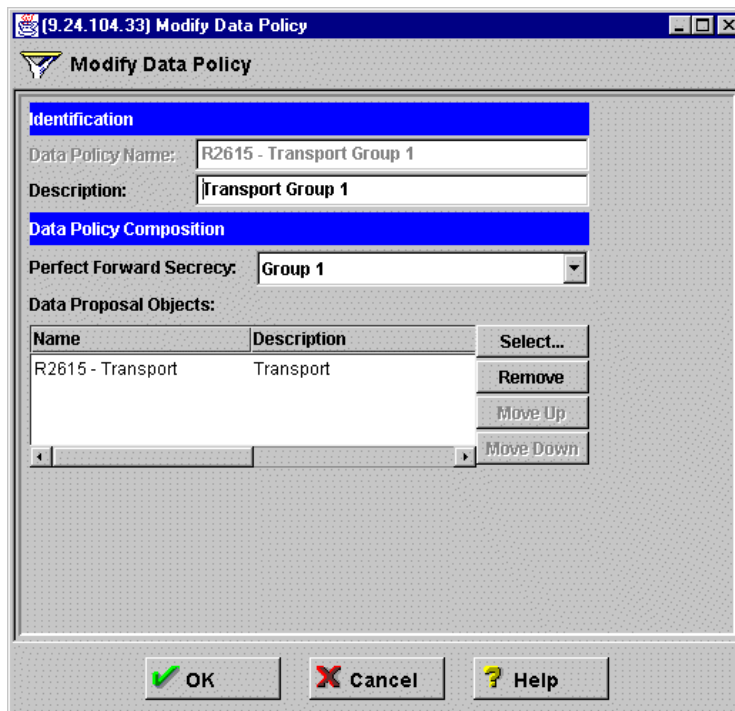 (9.24.104.33) Modify Data Policy
Modify Data Policy
Identification
Data Policy Name: R2615 - Transport Group 1
Description: Transport Group 1
Data Policy Composition
Perfect Forward Secrecy: Group 1
Data Proposal Objects:
Name Description Select...
R2615 - Transport Transport Remove
Move Up
Move Down
OK Cancel ? Help